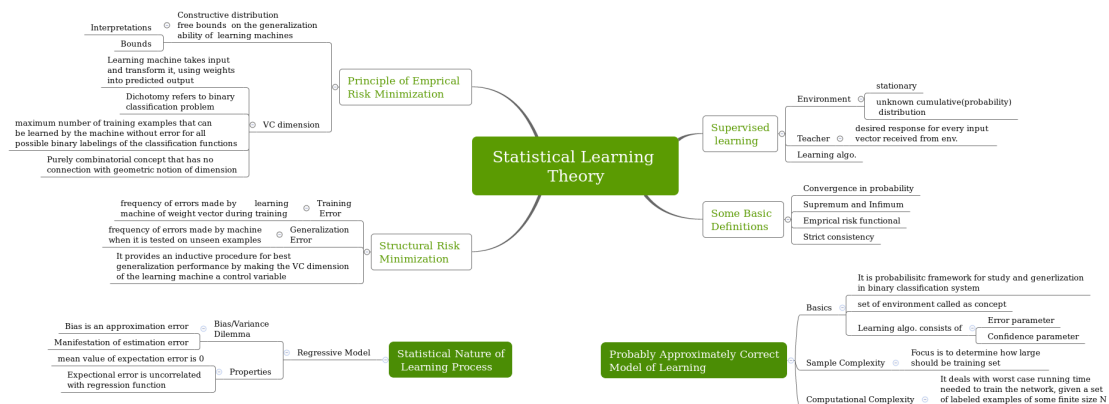 Statistical Learning
Theory
Principle of Emprical
Risk Minimization
Constructive distribution
free bounds on the generalization
ability of learning machines
Interpretations
Bounds
VC dimension
Learning machine takes input
and transform it, using weights
into predicted output
Dichotomy refers to binary
classification problem
maximum number of training examples that can
be learned by the machine without error for all
possible binary labelings of the classification functions
Purely combinatorial concept that has no
connection with geometric notion of dimension
Structural Risk
Minimization
Training
Error
frequency of errors made by learning
machine of weight vector during training
Generalization
Error
frequency of errors made by machine
when it is tested on unseen examples
It provides an inductive procedure for best
generalization performance by making the VC dimension
of the learning machine a control variable
Supervised
learning
Environment
stationary
unknown cumulative(probability)
distribution
Teacher
desired response for every input
vector received from env.
Learning algo.
Some Basic
Definitions
Convergence in probability
Supremum and Infimum
Emprical risk functional
Strict consistency
Statistical Nature of
Learning Process
Regressive Model
Bias/Variance
Dilemma
Bias is an approximation error
Manifestation of estimation error
Properties
mean value of expectation error is 0
Expectional error is uncorrelated
with regression function
Probably Approximately Correct
Model of Learning
Basics
It is probabilisitc framework for study and generlization
in binary classification system
set of environment called as concept
Learning algo. consists of
Error parameter
Confidence parameter
Sample Complexity
Focus is to determine how large
should be training set
Computational Complexity
It deals with worst case running time
needed to train the network, given a set
of labeled examples of some finite size N